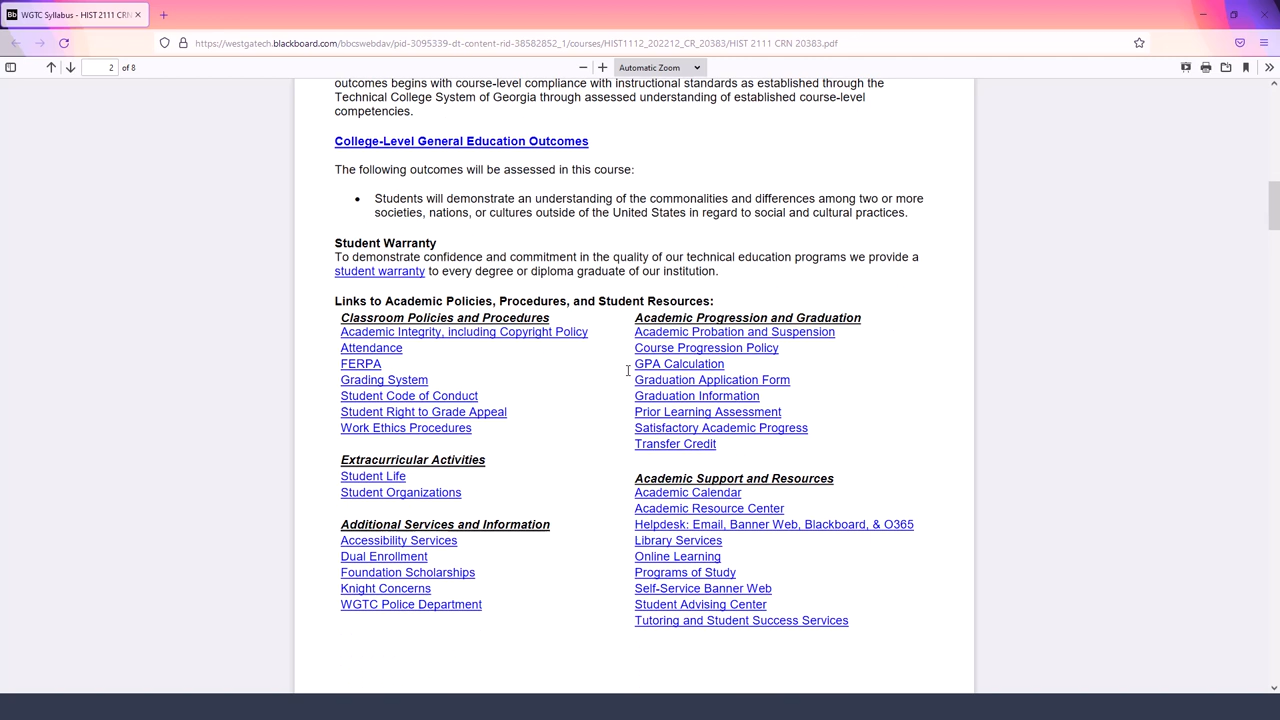 WGTC Syllabus - HIST 2111 CRN
https://westgatech.blackboard.com/bbcswebdav/pid-3095339-dt-content-rid-38582852_1/courses/HIST1112_202212_CR_20383/HIST 2111 CRN 20383.pdf
2 of 8
Automatic Zoom
outcomes begins with course-level compliance with instructional standards as established through the
Technical College System of Georgia through assessed understanding of established course-level
competencies.
College-Level General Education Outcomes
The following outcomes will be assessed in this course:
• Students will demonstrate an understanding of the commonalities and differences among two or more
societies, nations, or cultures outside of the United States in regard to social and cultural practices.
Student Warranty
To demonstrate confidence and commitment in the quality of our technical education programs we provide a
student warranty to every degree or diploma graduate of our institution.
Links to Academic Policies, Procedures, and Student Resources:
Classroom Policies and Procedures
Academic Integrity, including Copyright Policy
Attendance
FERPA
Grading System
Student Code of Conduct
Student Right to Grade Appeal
Work Ethics Procedures
Extracurricular Activities
Student Life
Student Organizations
Additional Services and Information
Accessibility Services
Dual Enrollment
Foundation Scholarships
Knight Concerns
WGTC Police Department
Academic Progression and Graduation
Academic Probation and Suspension
Course Progression Policy
GPA Calculation
Graduation Application Form
Graduation Information
Prior Learning Assessment
Satisfactory Academic Progress
Transfer Credit
Academic Support and Resources
Academic Calendar
Academic Resource Center
Helpdesk: Email, Banner Web, Blackboard, & O365
Library Services
Online Learning
Programs of Study
Self-Service Banner Web
Student Advising Center
Tutoring and Student Success Services